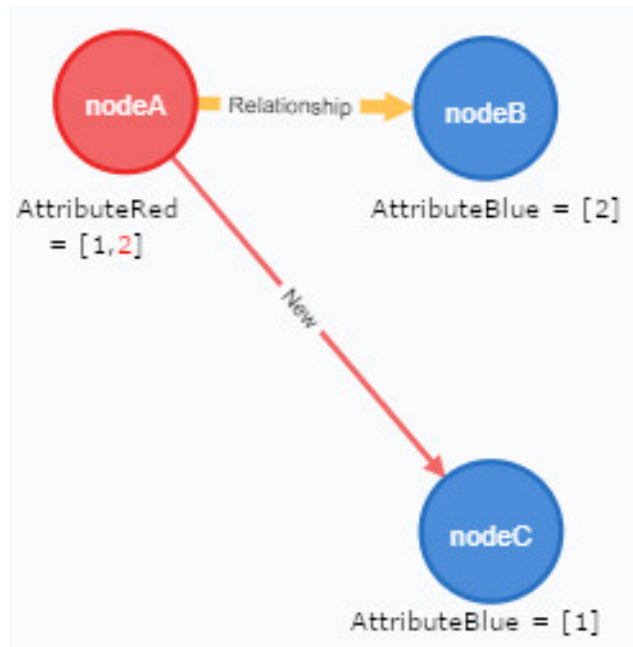 nodeA
Relationship
nodeB
AttributeRed
= [1,2]
AttributeBlue = [2]
New
nodeC
AttributeBlue = [1]